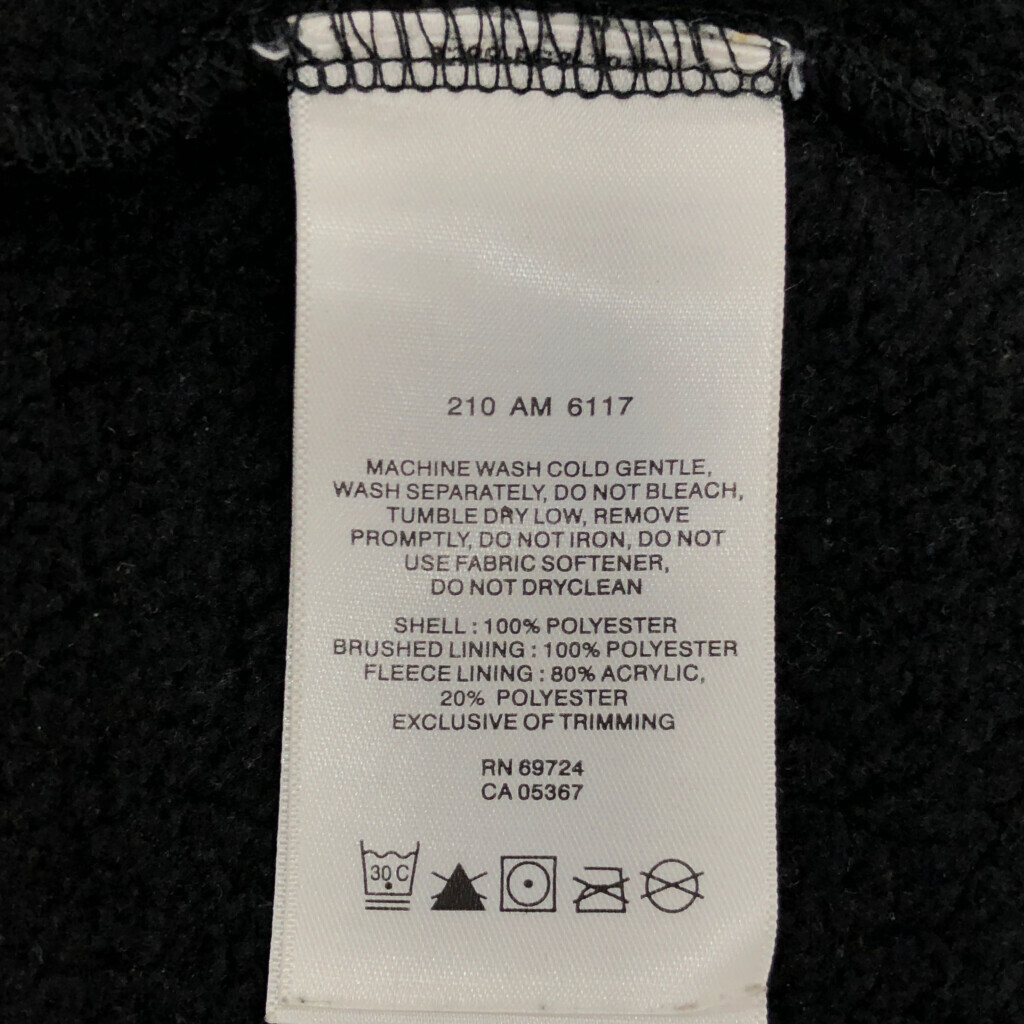 210 AM 6117
MACHINE WASH COLD GENTLE,
WASH SEPARATELY, DO NOT BLEACH,
TUMBLE DRY LOW, REMOVE
PROMPTLY, DO NOT IRON, DO NOT
USE FABRIC SOFTENER,
DO NOT DRYCLEAN
SHELL : 100% POLYESTER
BRUSHED LINING : 100% POLYESTER
FLEECE LINING : 80% ACRYLIC,
20% POLYESTER
EXCLUSIVE OF TRIMMING
RN 69724
CA 05367
30 C